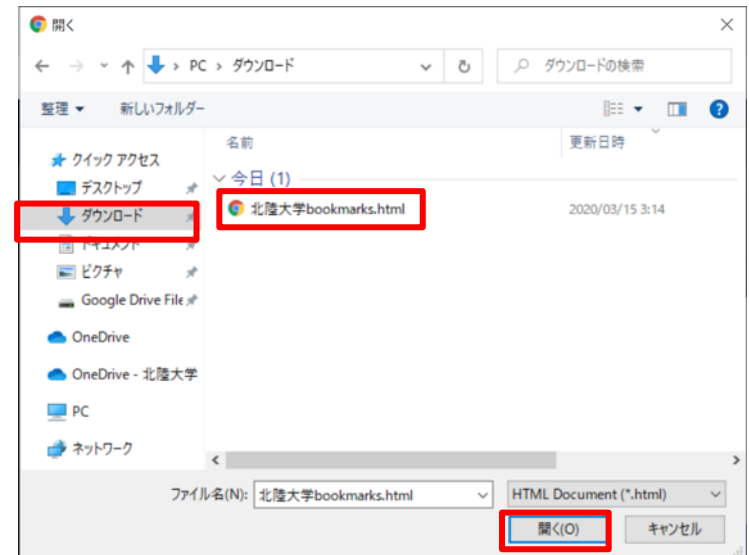 開く
PC › ダウンロード
ダウンロードの検索
整理
新しいフォルダー
名前
更新日時
クイック アクセス
今日 (1)
デスクトップ
北陸大学bookmarks.html
2020/03/15 3:14
ダウンロード
ドキュメント
ピクチャ
Google Drive File
OneDrive
OneDrive - 北陸大学
PC
ネットワーク
ファイル名(N):
北陸大学bookmarks.html
HTML Document (*.html)
開く(O)
キャンセル